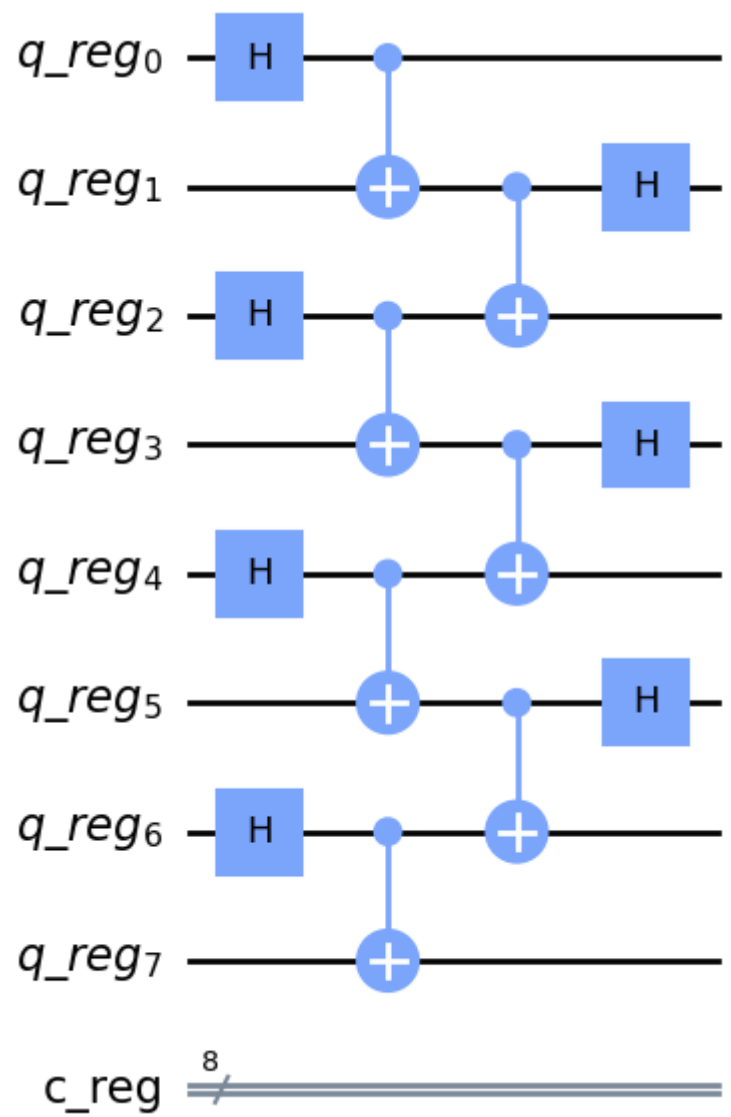 q_reg0 H
q_reg1 H
q_reg2 H
q_reg3 H
q_reg4 H
q_reg5 H
q_reg6 H
q_reg7
8
c_reg